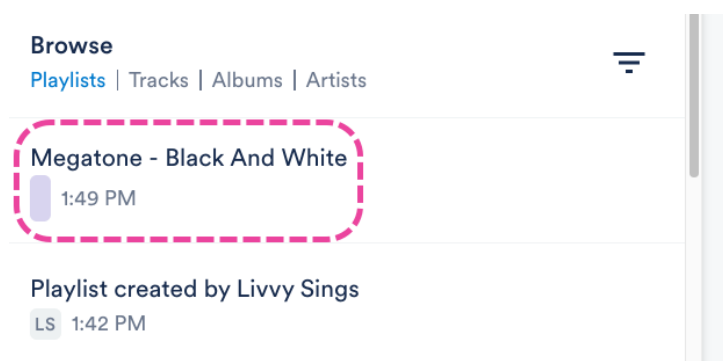 Browse
Playlists | Tracks | Albums | Artists
Megatone - Black And White
1:49 PM
Playlist created by Livvy Sings
LS 1:42 PM